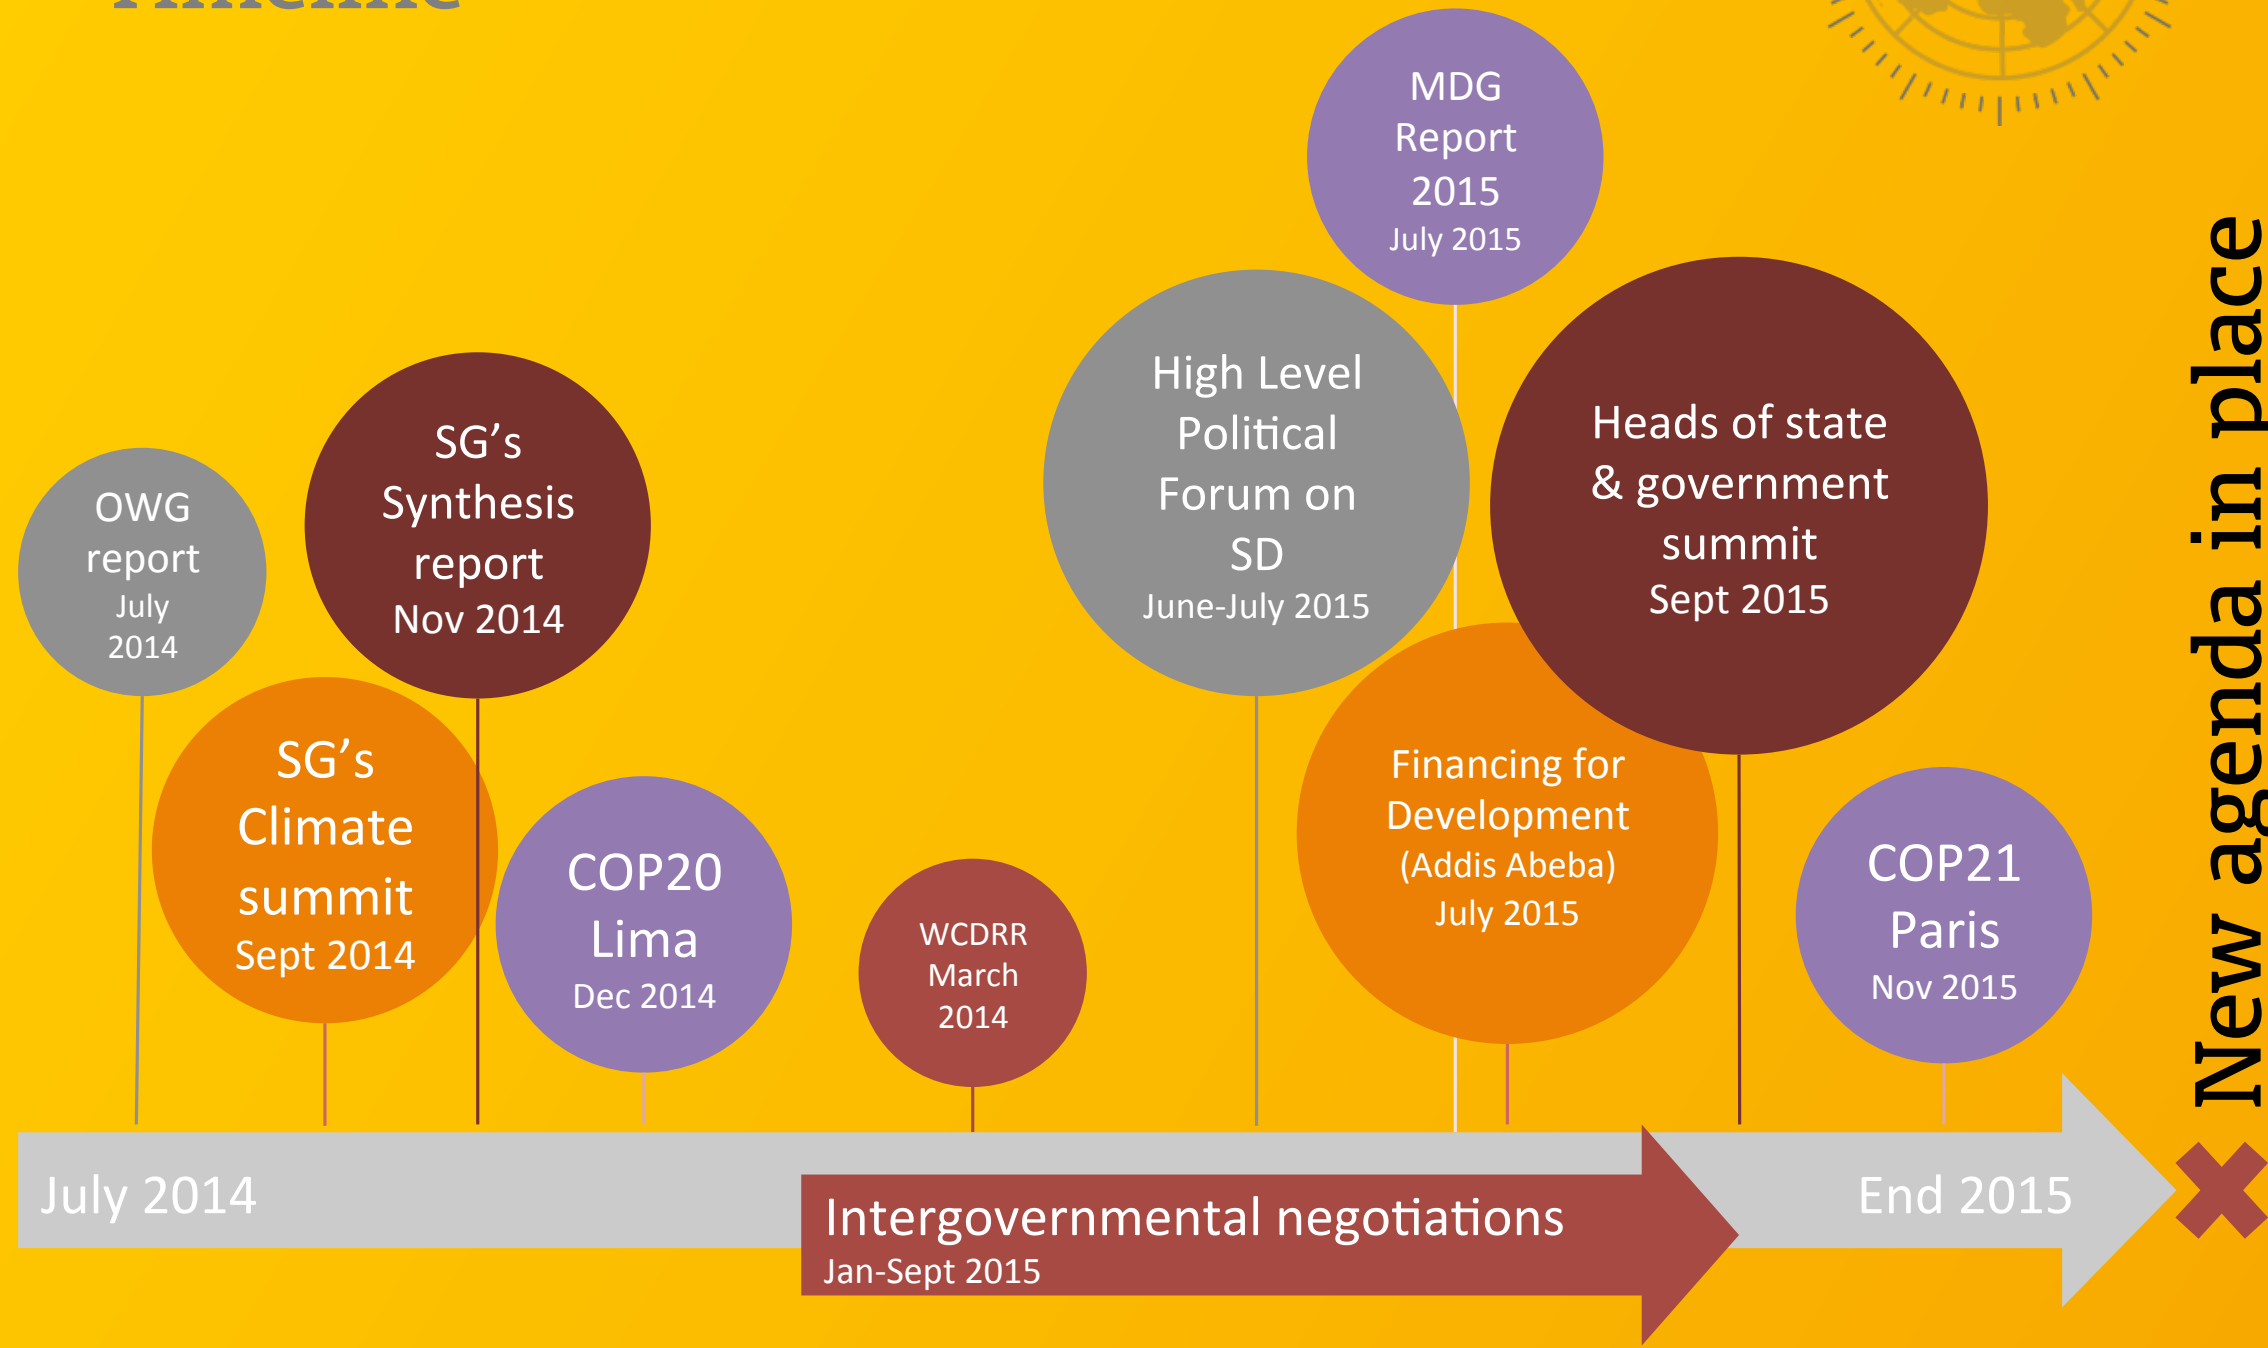 Timeline
OWG
report
July
2014
SG’s
Climate
summit
Sept 2014
SG’s
Synthesis
report
Nov 2014
COP20
Lima
Dec 2014
WCDRR
March
2014
High Level
Political
Forum on
SD
June-July 2015
MDG
Report
2015
July 2015
Financing for
Development
(Addis Abeba)
July 2015
Heads of state
& government
summit
Sept 2015
COP21
Paris
Nov 2015
New agenda in place
July 2014
End 2015
Intergovernmental negotiations
Jan-Sept 2015